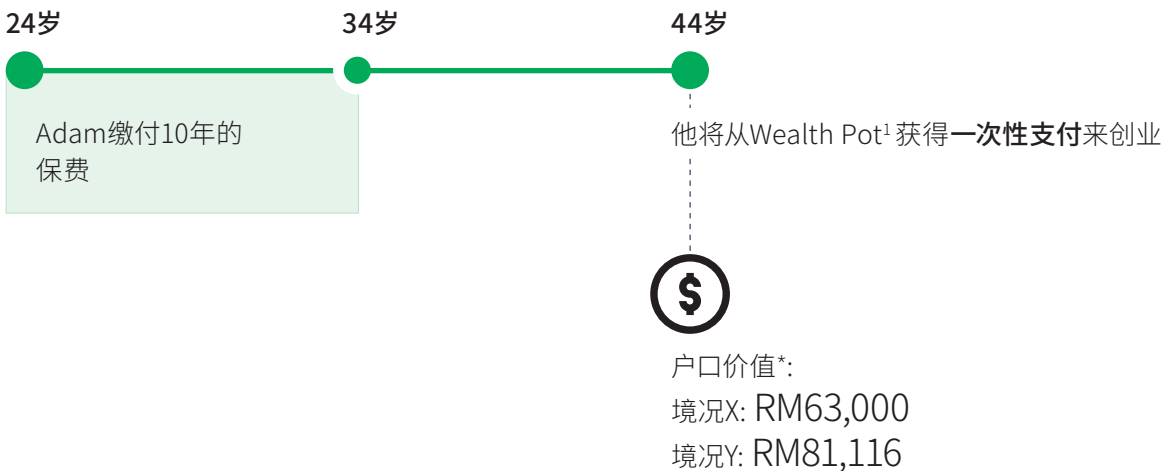 24岁
34岁
44岁
Adam缴付10年的
保费
他将从Wealth Pot¹ 获得一次性支付来创业
$
户口价值*:
境况X: RM63,000
境况Y: RM81,116